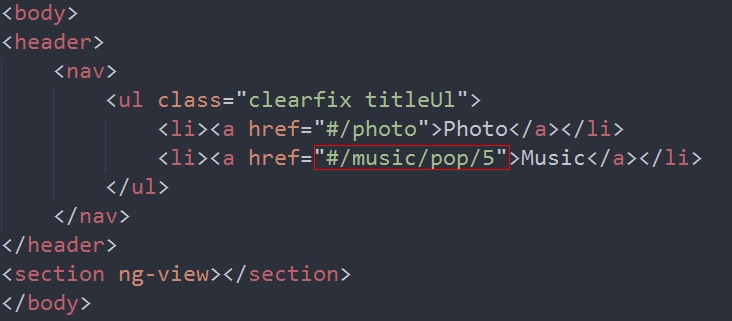 <body>
<header>
    <nav>
        <ul class="clearfix titleUl">
            <li><a href="#/photo">Photo</a></li>
            <li><a href="#/music/pop/5">Music</a></li>
        </ul>
    </nav>
</header>
<section ng-view></section>
</body>